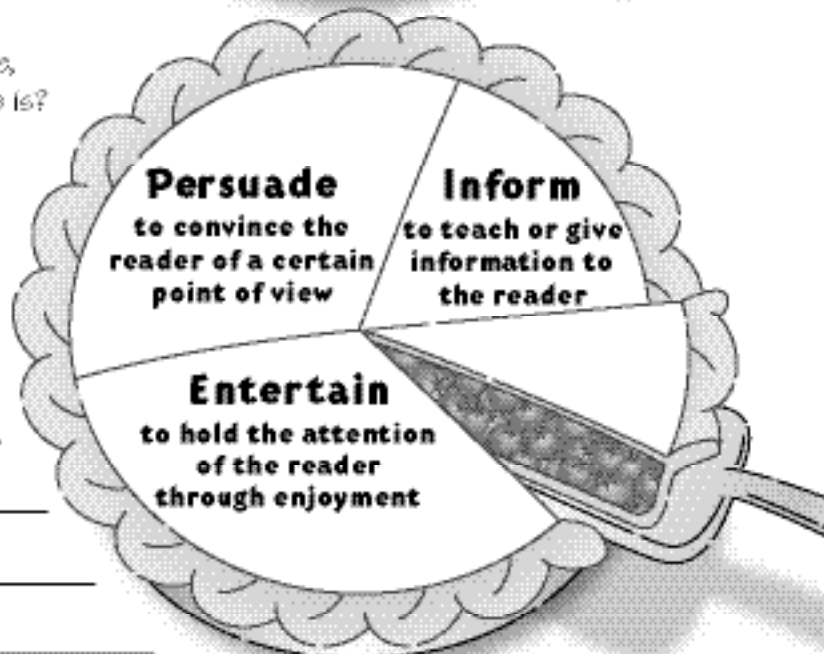 is?
Persuade
to convince the
reader of a certain
point of view
Inform
to teach or give
information to
the reader
Entertain
to hold the attention
of the reader
through enjoyment